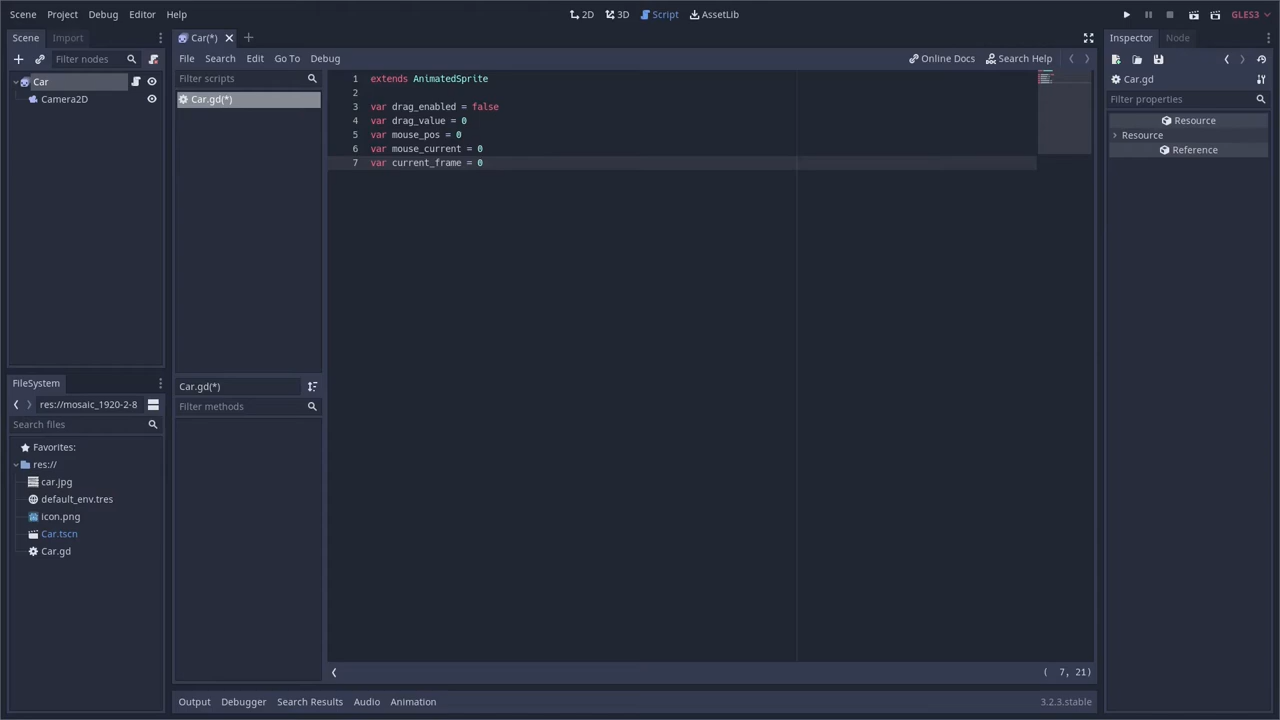 Scene Project Debug Editor Help
2D 3D Script AssetLib
GLES3
Scene Import
Filter nodes
Car
Camera2D
FileSystem
res://mosaic_1920-2-8
Search files
Favorites:
res://
car.jpg
default_env.tres
icon.png
Car.tscn
Car.gd
Car(*)
File Search Edit Go To Debug
Online Docs Search Help
Filter scripts
Car.gd(*)
Car.gd(*)
Filter methods
1 extends AnimatedSprite
2
3 var drag_enabled = false
4 var drag_value = 0
5 var mouse_pos = 0
6 var mouse_current = 0
7 var current_frame = 0
( 7, 21)
Output Debugger Search Results Audio Animation
3.2.3.stable
Inspector Node
Car.gd
Filter properties
Resource
Resource
Reference